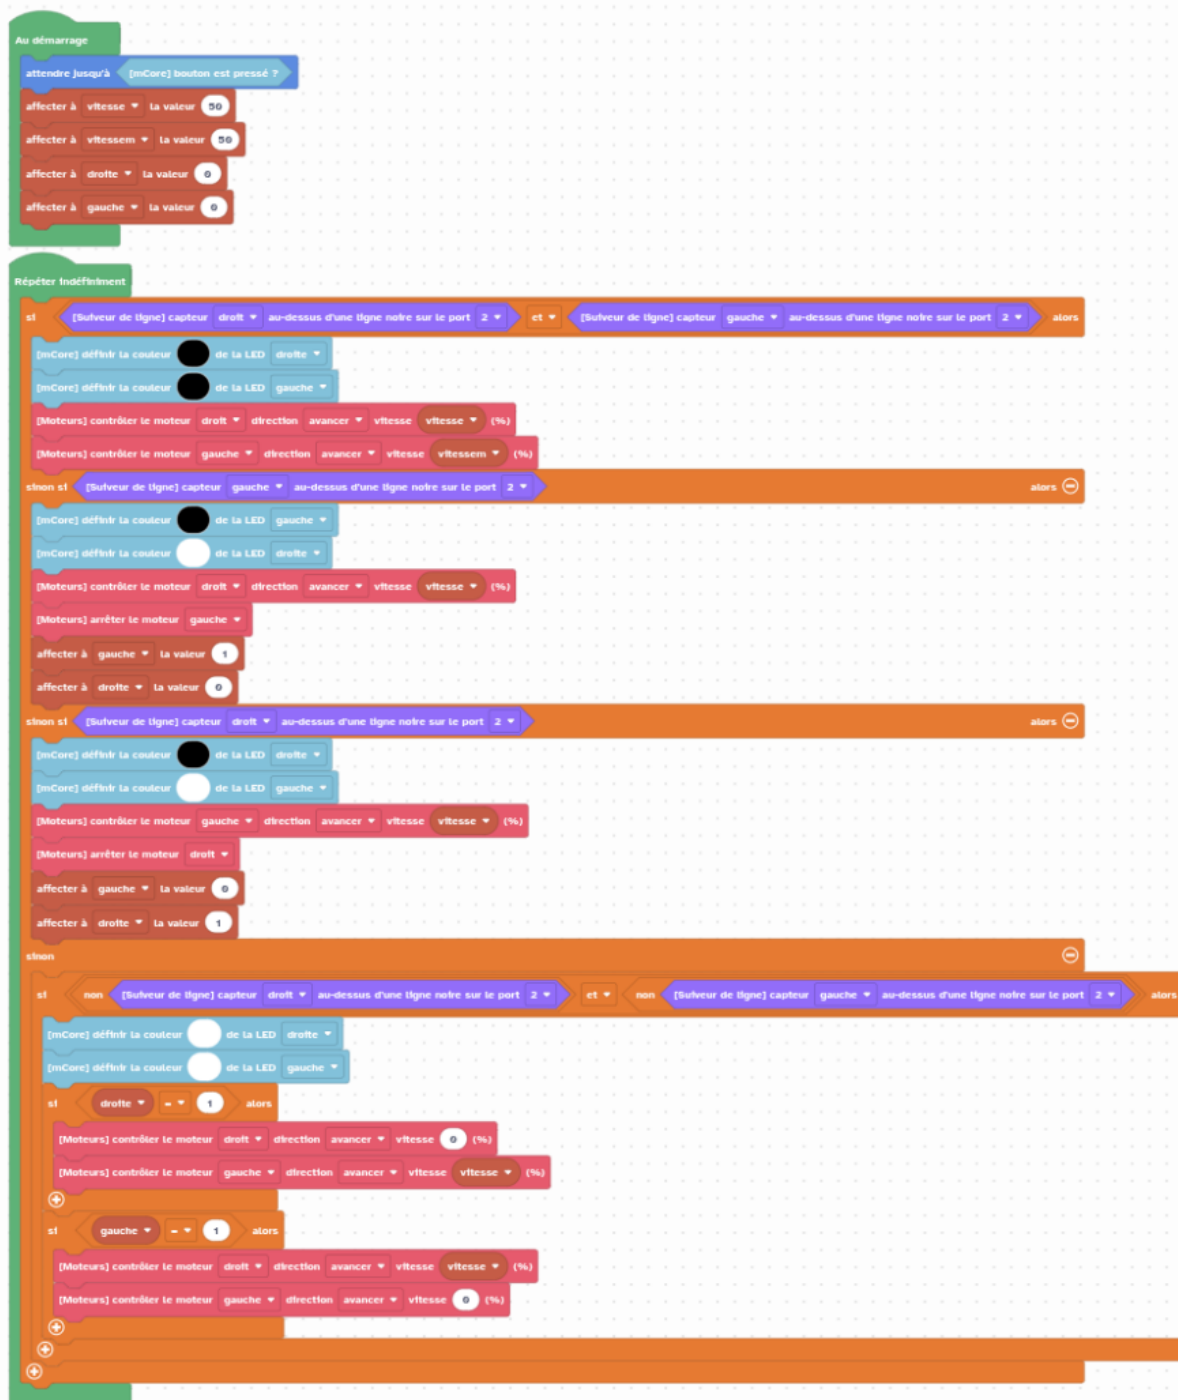 Au démarrage
attendre jusqu'à [mCore] bouton est pressé ?
affecter à vitesse la valeur 50
affecter à vitessem la valeur 50
affecter à droite la valeur 0
affecter à gauche la valeur 0
Répéter indéfiniment
si [Suiveur de ligne] capteur droit au-dessus d'une ligne noire sur le port 2 et [Suiveur de ligne] capteur gauche au-dessus d'une ligne noire sur le port 2 alors
[mCore] définir la couleur de la LED droite
[mCore] définir la couleur de la LED gauche
[Moteurs] contrôler le moteur droit direction avancer vitesse vitesse (%)
[Moteurs] contrôler le moteur gauche direction avancer vitesse vitessem (%)
sinon si [Suiveur de ligne] capteur gauche au-dessus d'une ligne noire sur le port 2 alors
[mCore] définir la couleur de la LED gauche
[mCore] définir la couleur de la LED droite
[Moteurs] contrôler le moteur droit direction avancer vitesse vitesse (%)
[Moteurs] arrêter le moteur gauche
affecter à gauche la valeur 1
affecter à droite la valeur 0
sinon si [Suiveur de ligne] capteur droit au-dessus d'une ligne noire sur le port 2 alors
[mCore] définir la couleur de la LED droite
[mCore] définir la couleur de la LED gauche
[Moteurs] contrôler le moteur gauche direction avancer vitesse vitesse (%)
[Moteurs] arrêter le moteur droit
affecter à gauche la valeur 0
affecter à droite la valeur 1
sinon
si non [Suiveur de ligne] capteur droit au-dessus d'une ligne noire sur le port 2 et non [Suiveur de ligne] capteur gauche au-dessus d'une ligne noire sur le port 2 alors
[mCore] définir la couleur de la LED droite
[mCore] définir la couleur de la LED gauche
si droite = 1 alors
[Moteurs] contrôler le moteur droit direction avancer vitesse 0 (%)
[Moteurs] contrôler le moteur gauche direction avancer vitesse vitesse (%)
si gauche = 1 alors
[Moteurs] contrôler le moteur droit direction avancer vitesse vitesse (%)
[Moteurs] contrôler le moteur gauche direction avancer vitesse 0 (%)